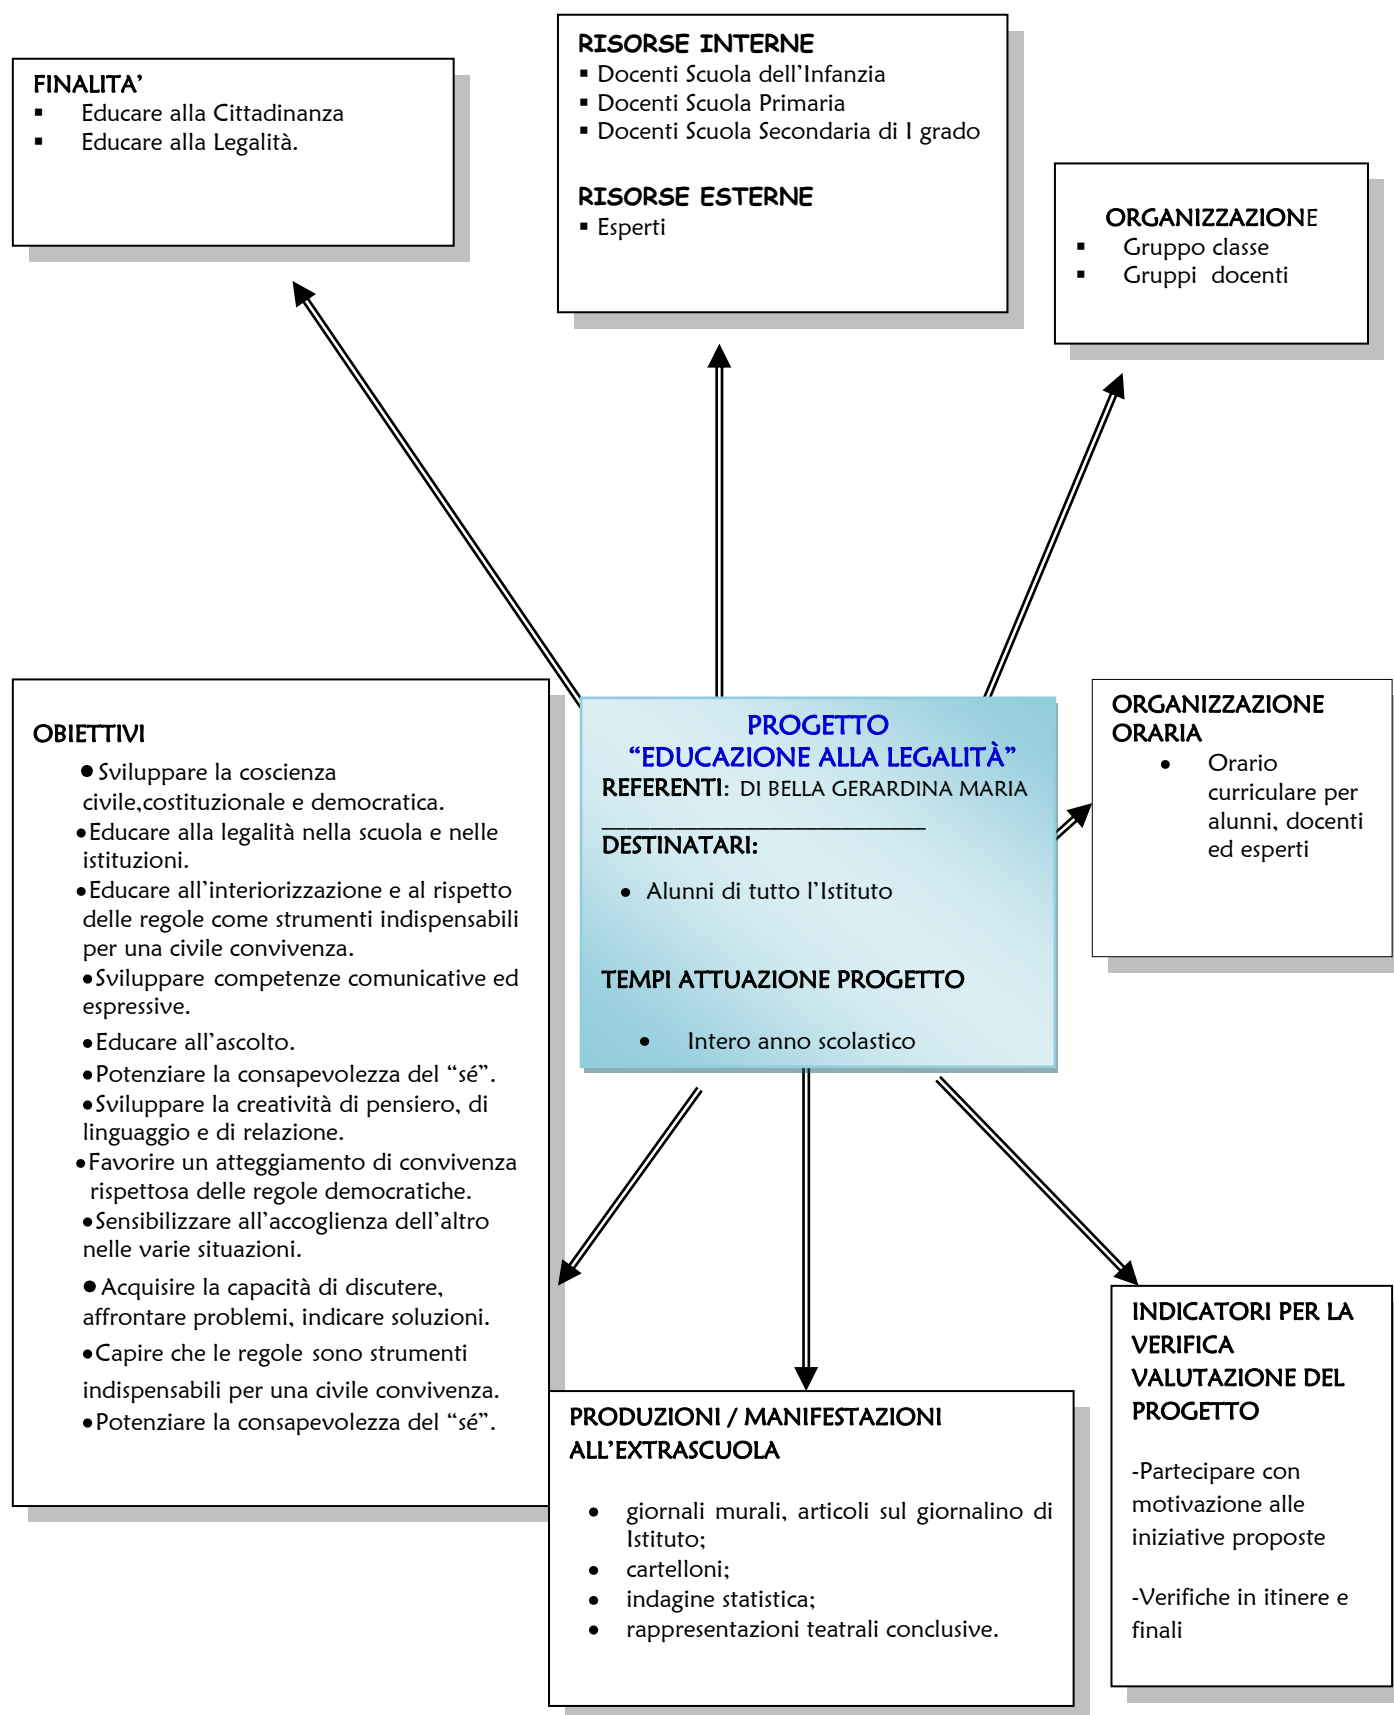 FINALITA’
▪ Educare alla Cittadinanza
▪ Educare alla Legalità.
RISORSE INTERNE
▪ Docenti Scuola dell’Infanzia
▪ Docenti Scuola Primaria
▪ Docenti Scuola Secondaria di I grado
RISORSE ESTERNE
▪ Esperti
ORGANIZZAZIONE
▪ Gruppo classe
▪ Gruppi docenti
OBIETTIVI
• Sviluppare la coscienza
civile,costituzionale e democratica.
•Educare alla legalità nella scuola e nelle
istituzioni.
•Educare all’interiorizzazione e al rispetto
delle regole come strumenti indispensabili
per una civile convivenza.
•Sviluppare competenze comunicative ed
espressive.
•Educare all’ascolto.
•Potenziare la consapevolezza del “sé”.
•Sviluppare la creatività di pensiero, di
linguaggio e di relazione.
•Favorire un atteggiamento di convivenza
rispettosa delle regole democratiche.
•Sensibilizzare all’accoglienza dell’altro
nelle varie situazioni.
• Acquisire la capacità di discutere,
affrontare problemi, indicare soluzioni.
•Capire che le regole sono strumenti
indispensabili per una civile convivenza.
•Potenziare la consapevolezza del “sé”.
PROGETTO
“EDUCAZIONE ALLA LEGALITÀ”
REFERENTI: DI BELLA GERARDINA MARIA
___________________________
DESTINATARI:
• Alunni di tutto l’Istituto
TEMPI ATTUAZIONE PROGETTO
• Intero anno scolastico
ORGANIZZAZIONE
ORARIA
• Orario
curriculare per
alunni, docenti
ed esperti
PRODUZIONI / MANIFESTAZIONI
ALL’EXTRASCUOLA
• giornali murali, articoli sul giornalino di
Istituto;
• cartelloni;
• indagine statistica;
• rappresentazioni teatrali conclusive.
INDICATORI PER LA
VERIFICA
VALUTAZIONE DEL
PROGETTO
-Partecipare con
motivazione alle
iniziative proposte
-Verifiche in itinere e
finali